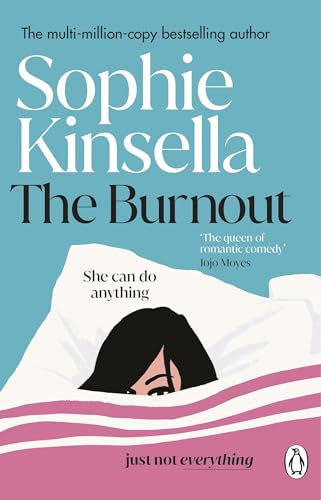 The multi-million-copy bestselling author
Sophie
Kinsella
The Burnout
‘The queen of
romantic comedy’
Jojo Moyes
She can do
anything
just not everything